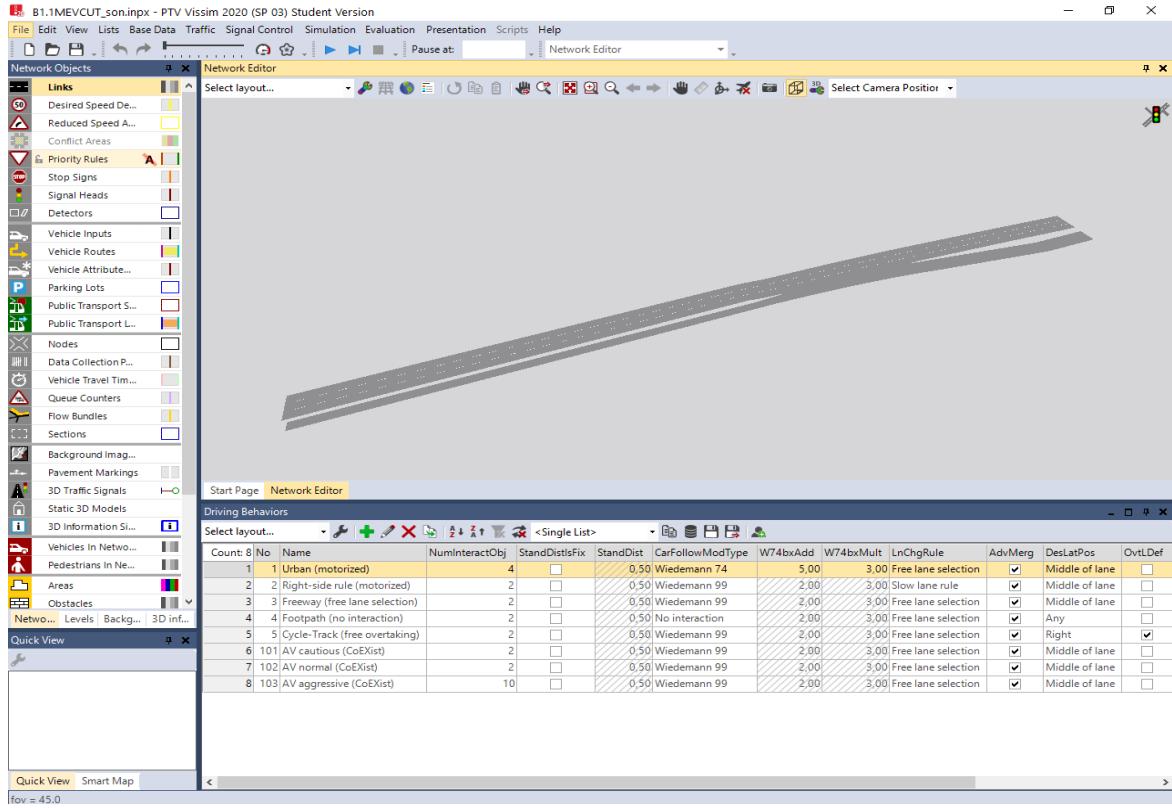 B1.1MEVCUT_son.inpx - PTV Vissim 2020 (SP 03) Student Version
File Edit View Lists Base Data Traffic Signal Control Simulation Evaluation Presentation Scripts Help
Pause at: Network Editor
Network Objects
Links
50 Desired Speed De...
Reduced Speed A...
Conflict Areas
Priority Rules A
STOP Stop Signs
Signal Heads
Detectors
Vehicle Inputs
Vehicle Routes
Vehicle Attribute...
P Parking Lots
Public Transport S...
Public Transport L...
Nodes
Data Collection P...
Vehicle Travel Tim...
Queue Counters
Flow Bundles
Sections
Background Imag...
Pavement Markings
3D Traffic Signals
Static 3D Models
3D Information Si...
Vehicles In Netwo...
Pedestrians In Ne...
Areas
Obstacles
Netwo... Levels Backg... 3D inf...
Quick View
Quick View Smart Map
fov = 45.0
Network Editor
Select layout... 3D Select Camera Position
Start Page Network Editor
Driving Behaviors
Select layout... <Single List>
Count: 8 No Name NumInteractObj StandDistIsFix StandDist CarFollowModType W74bxAdd W74bxMult LnChgRule AdvMerg DesLatPos OvtLDef
1 1 Urban (motorized) 4 0,50 Wiedemann 74 5,00 3,00 Free lane selection Middle of lane
2 2 Right-side rule (motorized) 2 0,50 Wiedemann 99 2,00 3,00 Slow lane rule Middle of lane
3 3 Freeway (free lane selection) 2 0,50 Wiedemann 99 2,00 3,00 Free lane selection Middle of lane
4 4 Footpath (no interaction) 2 0,50 No interaction 2,00 3,00 Free lane selection Any
5 5 Cycle-Track (free overtaking) 2 0,50 Wiedemann 99 2,00 3,00 Free lane selection Right
6 101 AV cautious (CoEXist) 2 0,50 Wiedemann 99 2,00 3,00 Free lane selection Middle of lane
7 102 AV normal (CoEXist) 2 0,50 Wiedemann 99 2,00 3,00 Free lane selection Middle of lane
8 103 AV aggressive (CoEXist) 10 0,50 Wiedemann 99 2,00 3,00 Free lane selection Middle of lane